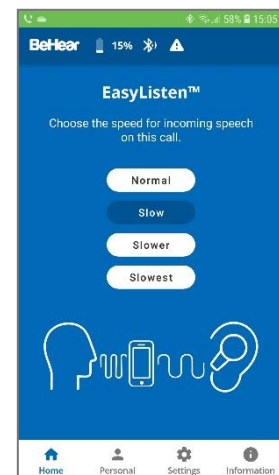 58% 15:05
BeHear 15%
EasyListen™
Choose the speed for incoming speech
on this call.
Normal
Slow
Slower
Slowest
Home Personal Settings Information